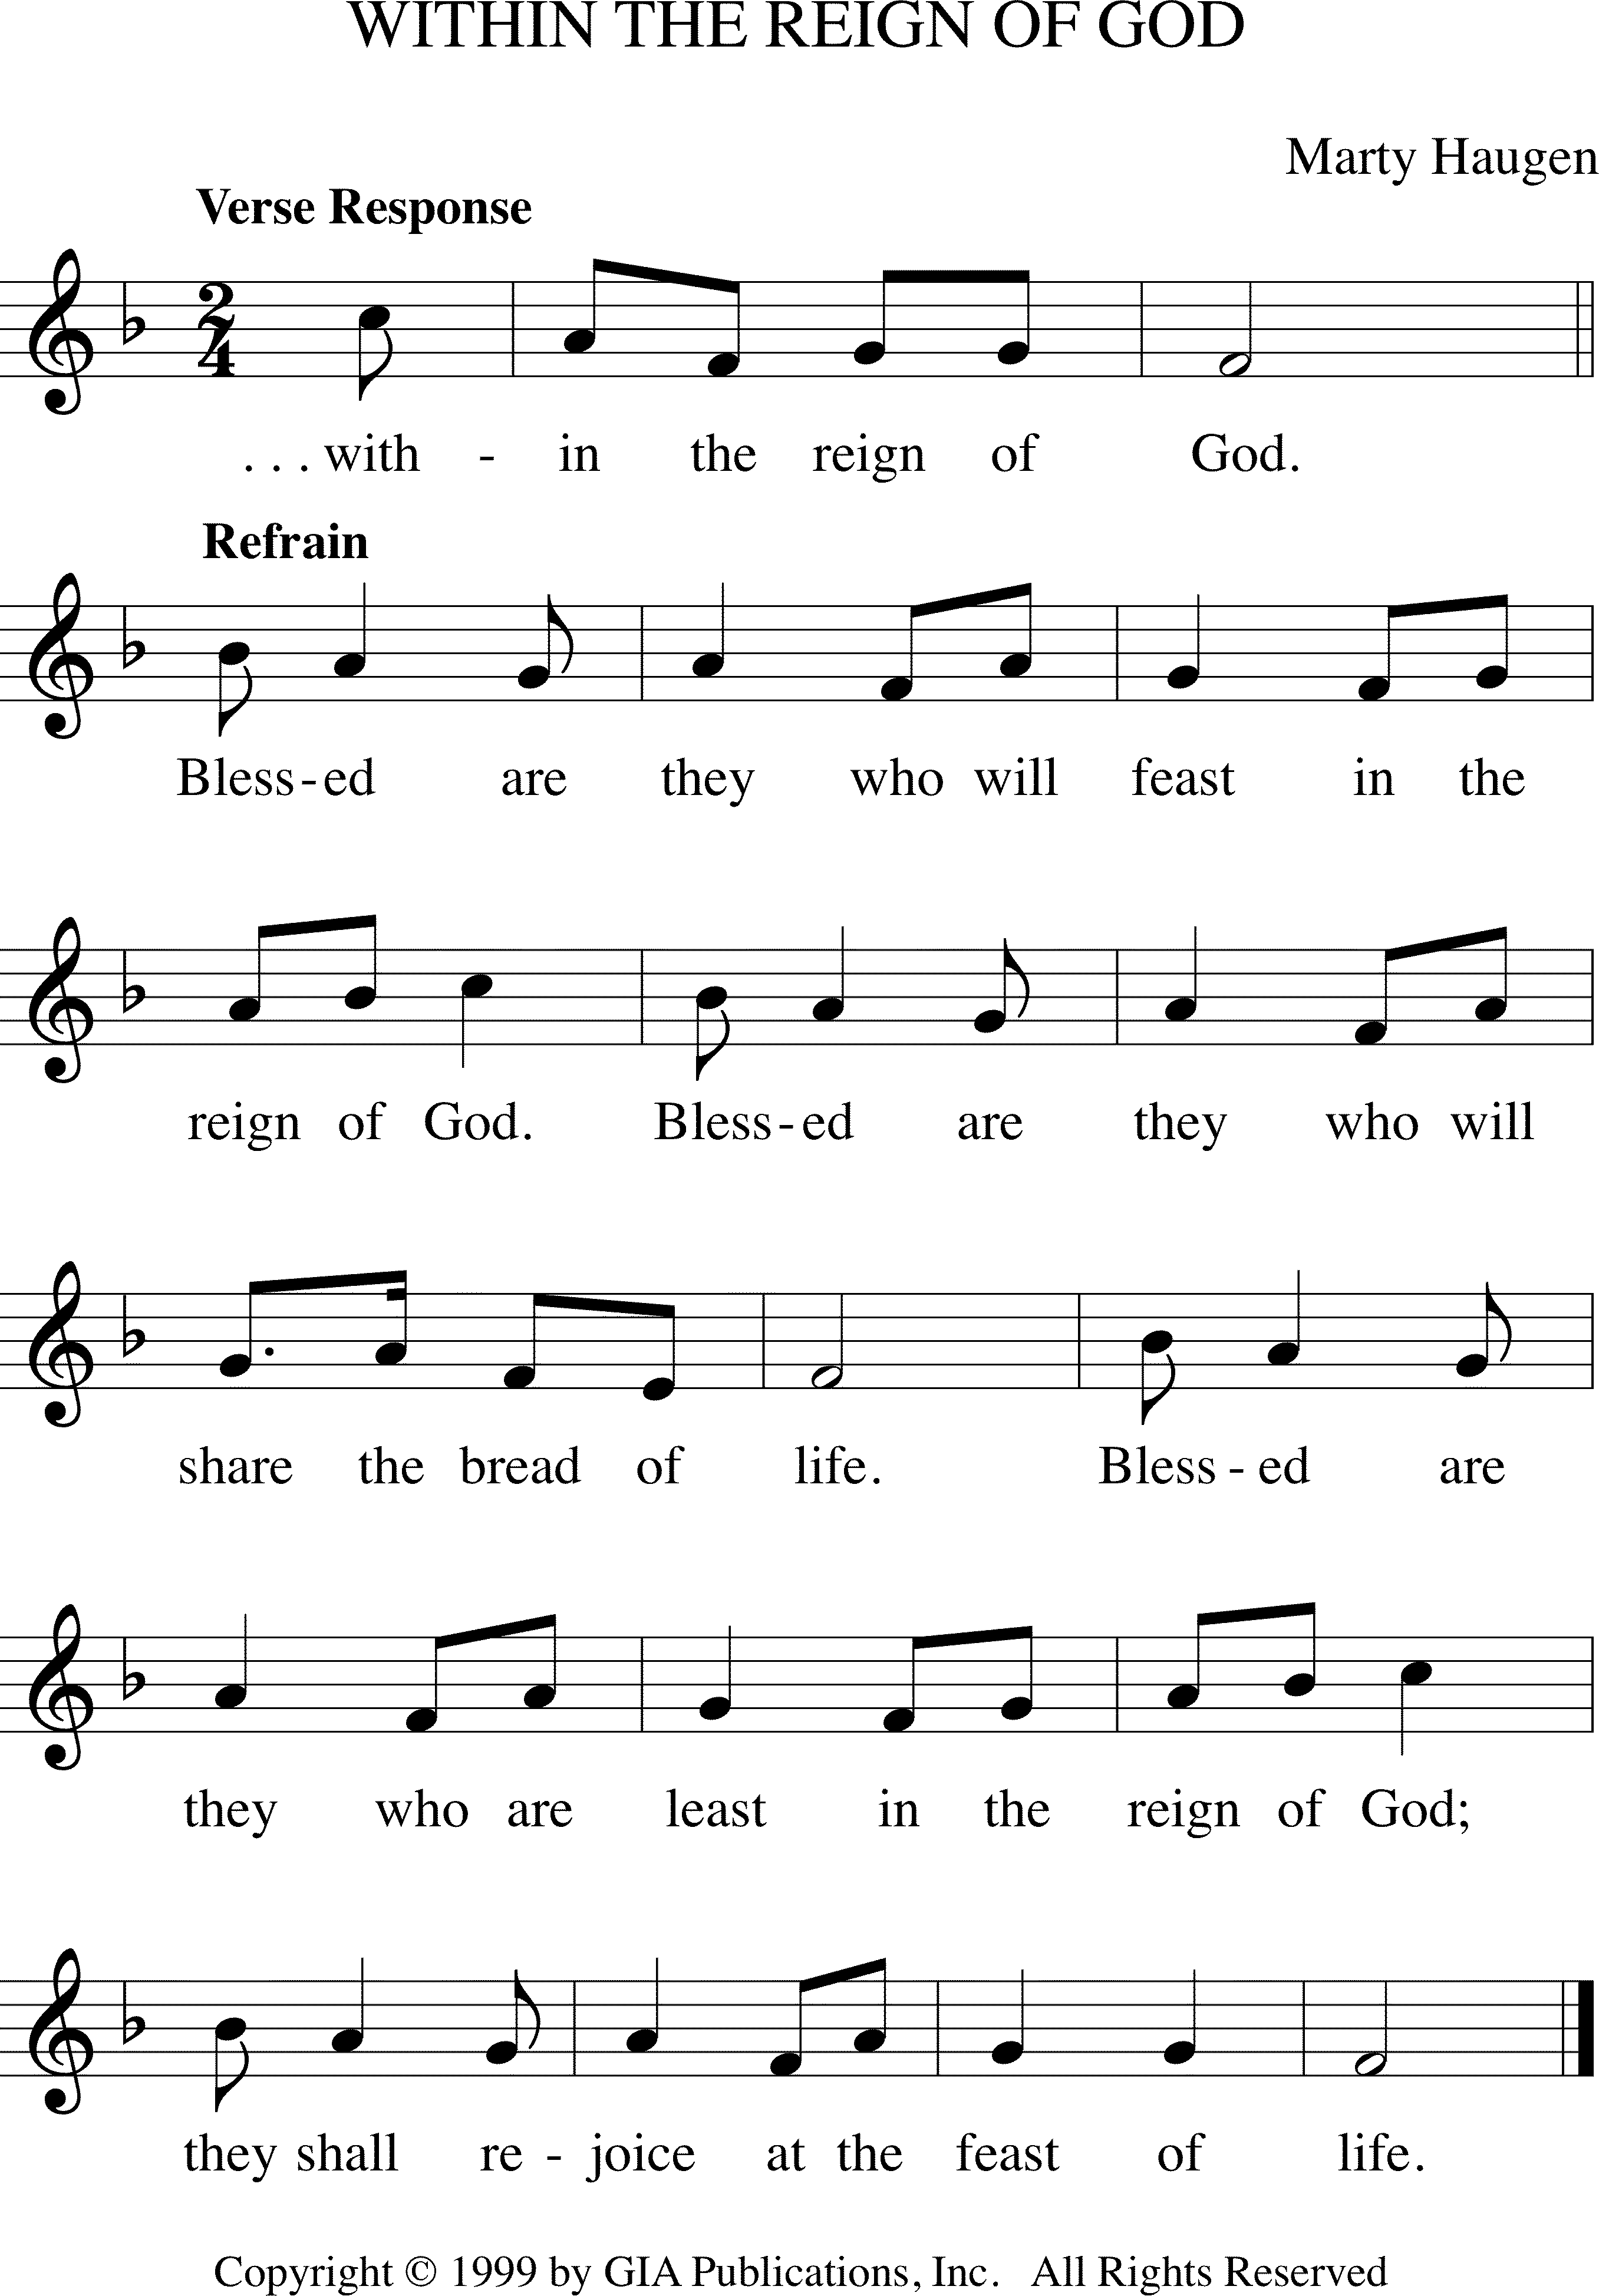 WITHIN THE REIGN OF GOD
Marty Haugen
Verse Response
2
4
. . . with - in the reign of God.
Refrain
Bless - ed are they who will feast in the
reign of God. Bless - ed are they who will
share the bread of life. Bless - ed are
they who are least in the reign of God;
they shall re - joice at the feast of life.
Copyright © 1999 by GIA Publications, Inc. All Rights Reserved